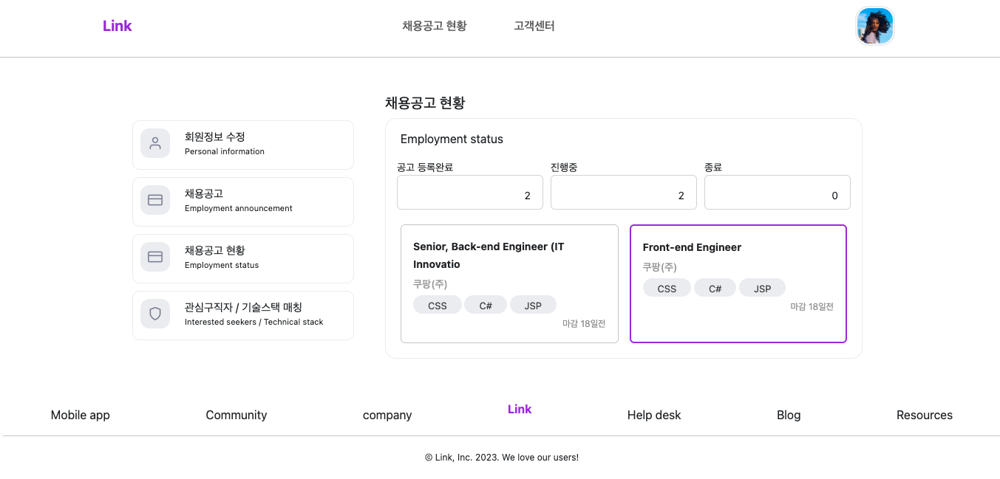 Link
채용공고 현황
고객센터
채용공고 현황
회원정보 수정
Personal information
채용공고
Employment announcement
채용공고 현황
Employment status
관심구직자 / 기술스택 매칭
Interested seekers / Technical stack
Employment status
공고 등록완료
진행중
종료
2
2
0
Senior, Back-end Engineer (IT
Innovatio
쿠팡(주)
CSS
C#
JSP
마감 18일전
Front-end Engineer
쿠팡(주)
CSS
C#
JSP
마감 18일전
Mobile app
Community
company
Link
Help desk
Blog
Resources
© Link, Inc. 2023. We love our users!